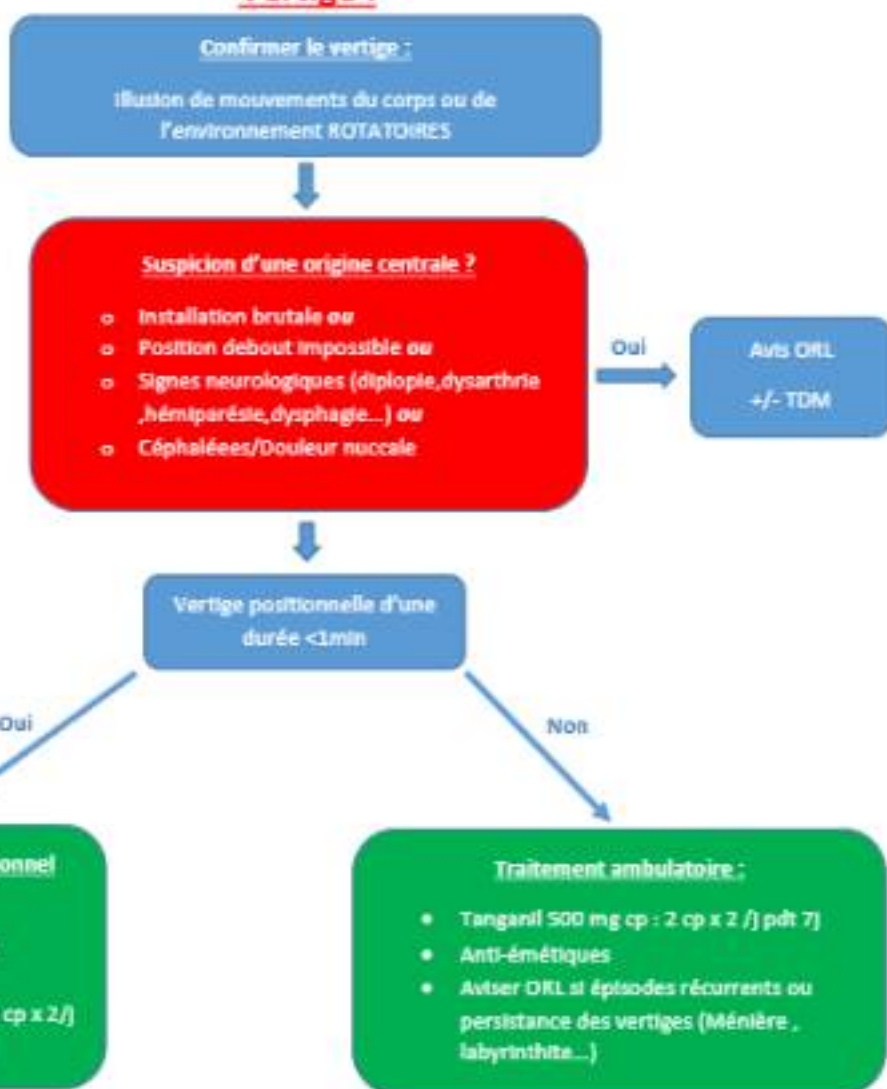 Confirmer le vertige :
Illusion de mouvements du corps ou de
l'environnement ROTATOIRES
Suspicion d'une origine centrale ?
o Installation brutale ou
o Position debout impossible ou
o Signes neurologiques (diplopie,dysarthrie
,hémiparésie,dysphagie...) ou
o Céphaléees/Douleur nuccale
Oui
Avis ORL
+/- TDM
Vertige positionnelle d'une
durée <1min
Oui
Non
onnel
cp x 2/j
Traitement ambulatoire :
• Tanganil 500 mg cp : 2 cp x 2 /j pdt 7j
• Anti-émétiques
• Aviser ORL si épisodes récurrents ou
persistance des vertiges (Ménière ,
labyrinthite...)